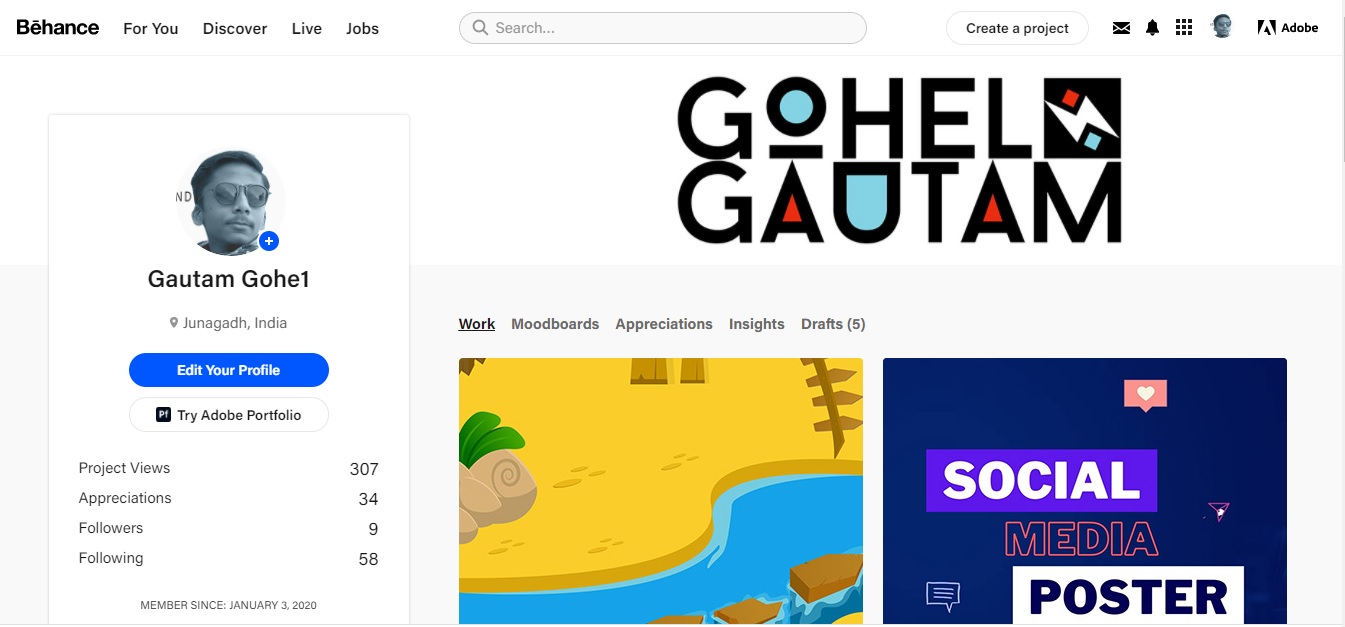 Bēhance For You Discover Live Jobs Search... Create a project Adobe
GOHEL
GAUTAM
ND
Gautam Gohe1
Junagadh, India
Edit Your Profile
Pf Try Adobe Portfolio
Project Views 307
Appreciations 34
Followers 9
Following 58
MEMBER SINCE: JANUARY 3, 2020
Work Moodboards Appreciations Insights Drafts (5)
SOCIAL
MEDIA
POSTER